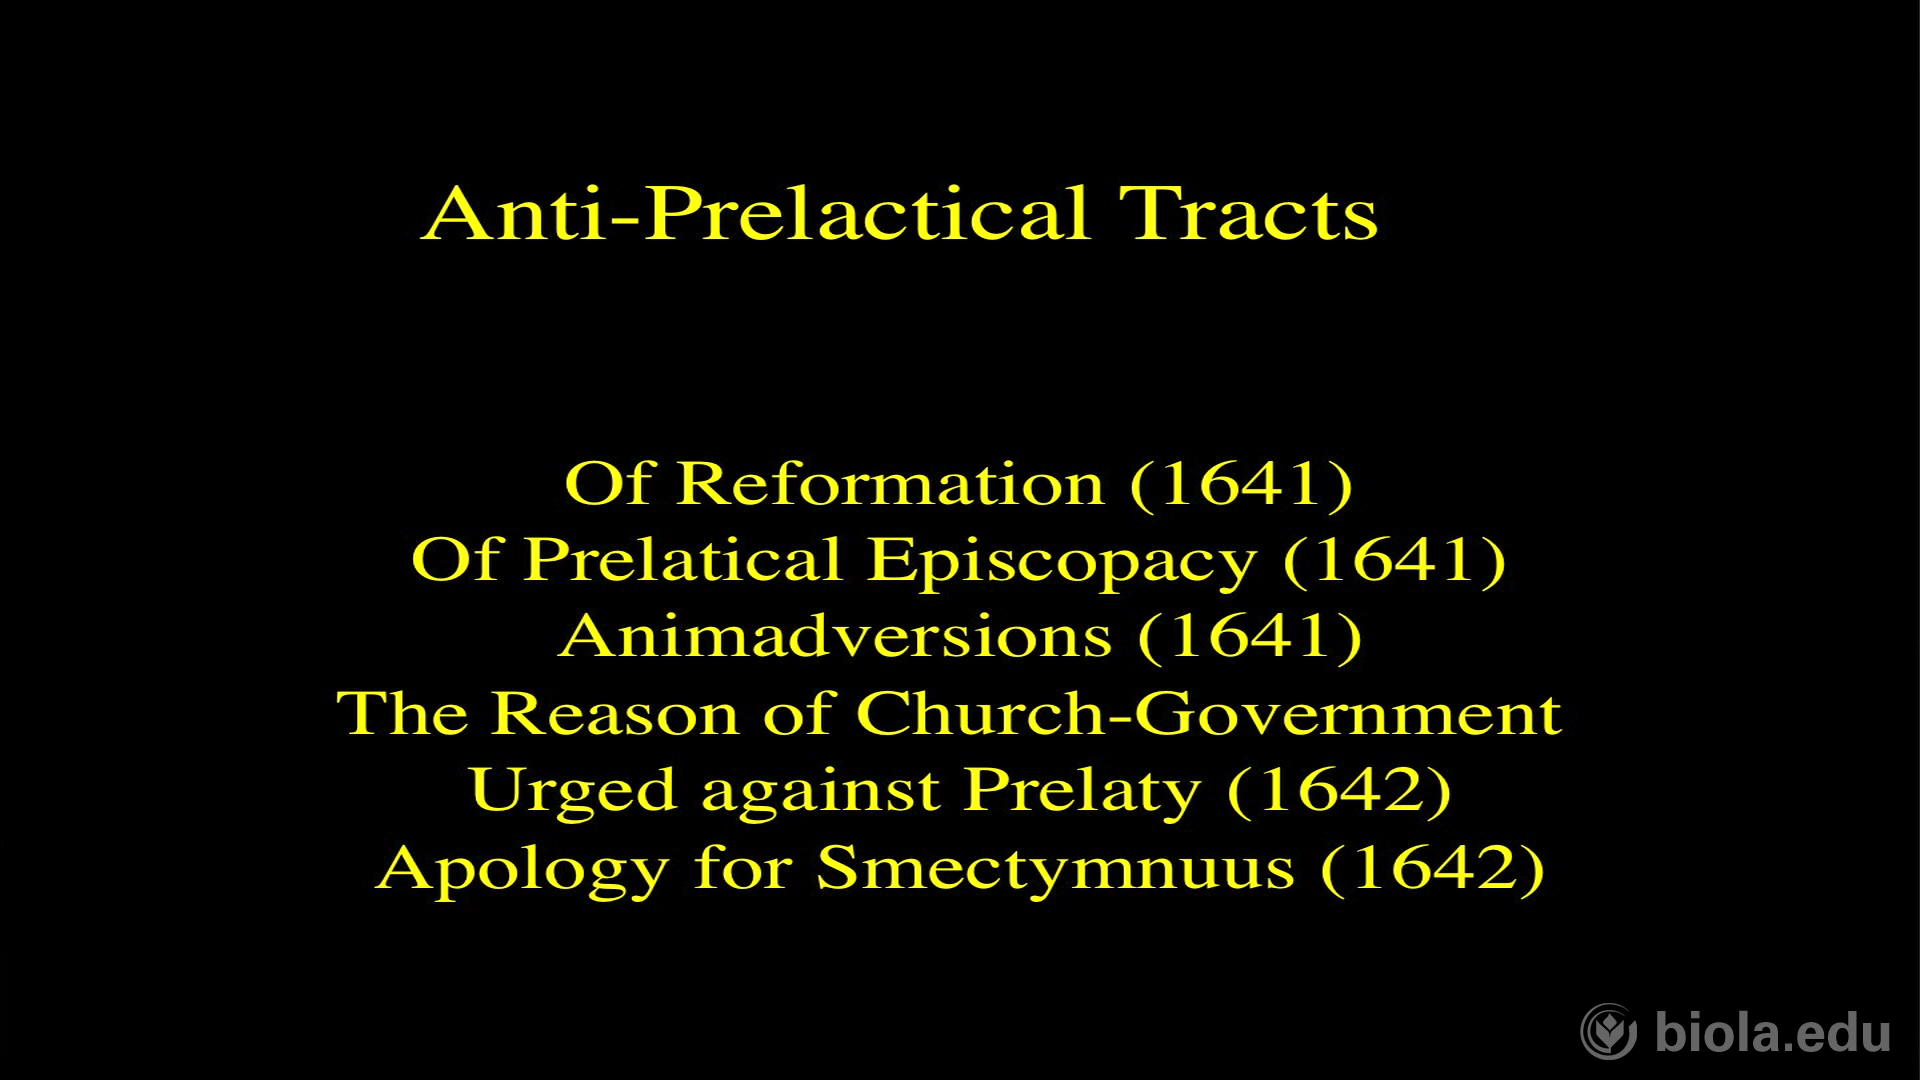 Anti-Prelactical Tracts
Of Reformation (1641)
Of Prelatical Episcopacy (1641)
Animadversions (1641)
The Reason of Church-Government
Urged against Prelaty (1642)
Apology for Smectymnuus (1642)
biola.edu